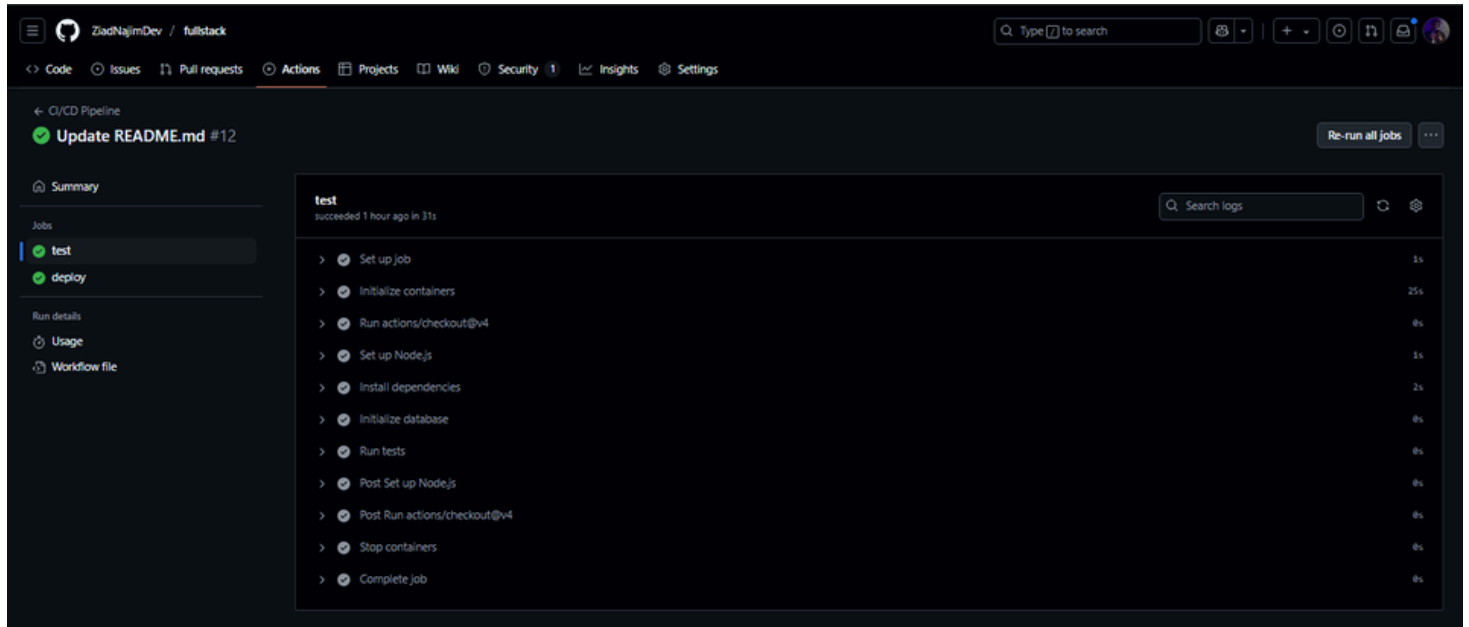 ZiadNajimDev / fullstack
Type / to search
Code Issues Pull requests Actions Projects Wiki Security 1 Insights Settings
← CI/CD Pipeline
Update README.md #12
Re-run all jobs
Summary
Jobs
test
deploy
Run details
Usage
Workflow file
test
succeeded 1 hour ago in 31s
Search logs
Set up job 1s
Initialize containers 25s
Run actions/checkout@v4 0s
Set up Node.js 1s
Install dependencies 2s
Initialize database 0s
Run tests 0s
Post Set up Node.js 0s
Post Run actions/checkout@v4 0s
Stop containers 0s
Complete job 0s